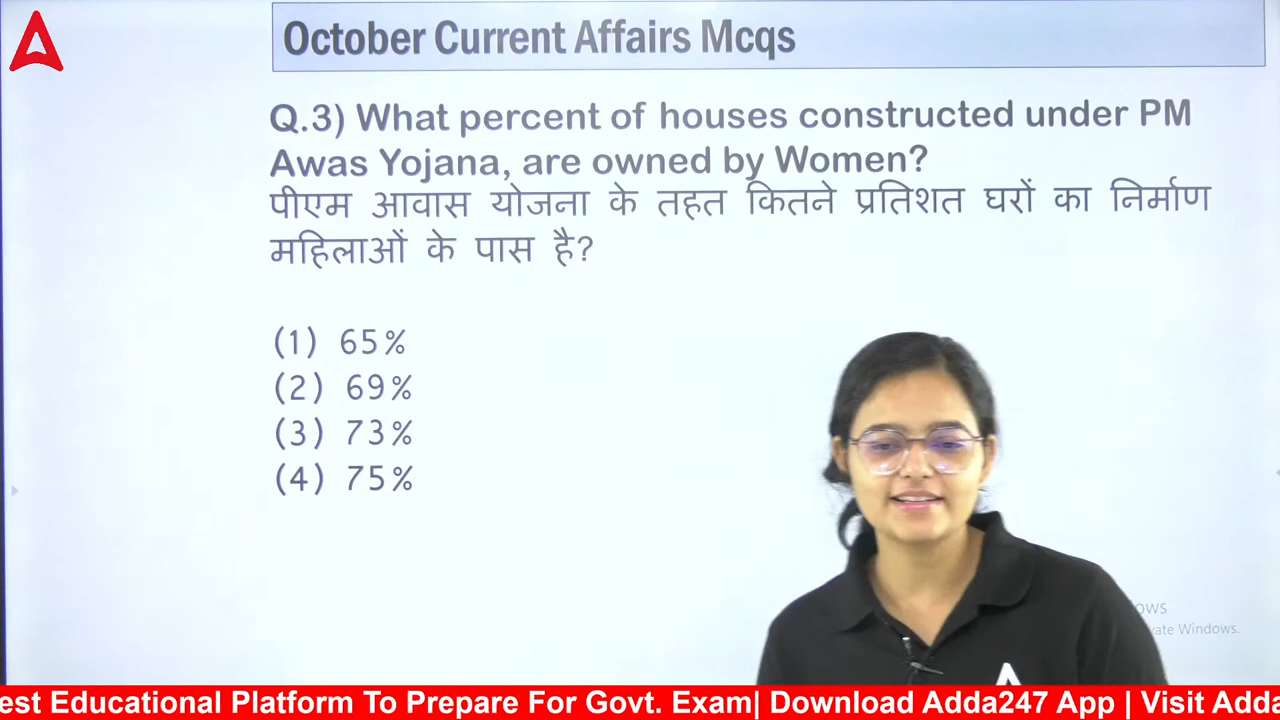 October Current Affairs Mcqs
Q.3) What percent of houses constructed under PM
Awas Yojana, are owned by Women?
पीएम आवास योजना के तहत कितने प्रतिशत घरों का निर्माण
महिलाओं के पास है?
(1) 65%
(2) 69%
(3) 73%
(4) 75%
Windows.
Educational Platform To Prepare For Govt. Exam| Download Adda247 App | Visit